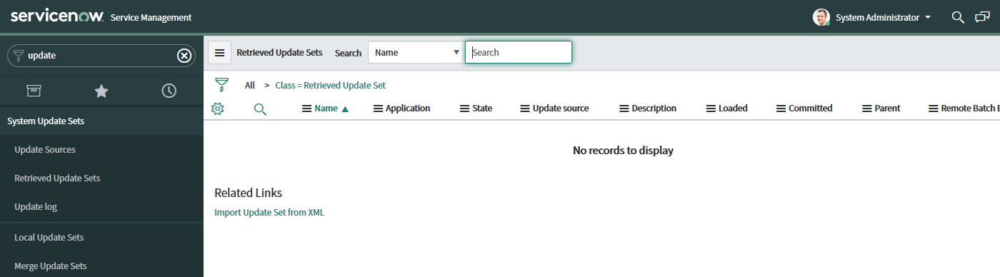 servicenow. Service Management
System Administrator
update
System Update Sets
Update Sources
Retrieved Update Sets
Update log
Local Update Sets
Merge Update Sets
Retrieved Update Sets Search Name Search
All > Class = Retrieved Update Set
Name Application State Update source Description Loaded Committed Parent Remote Batch
No records to display
Related Links
Import Update Set from XML